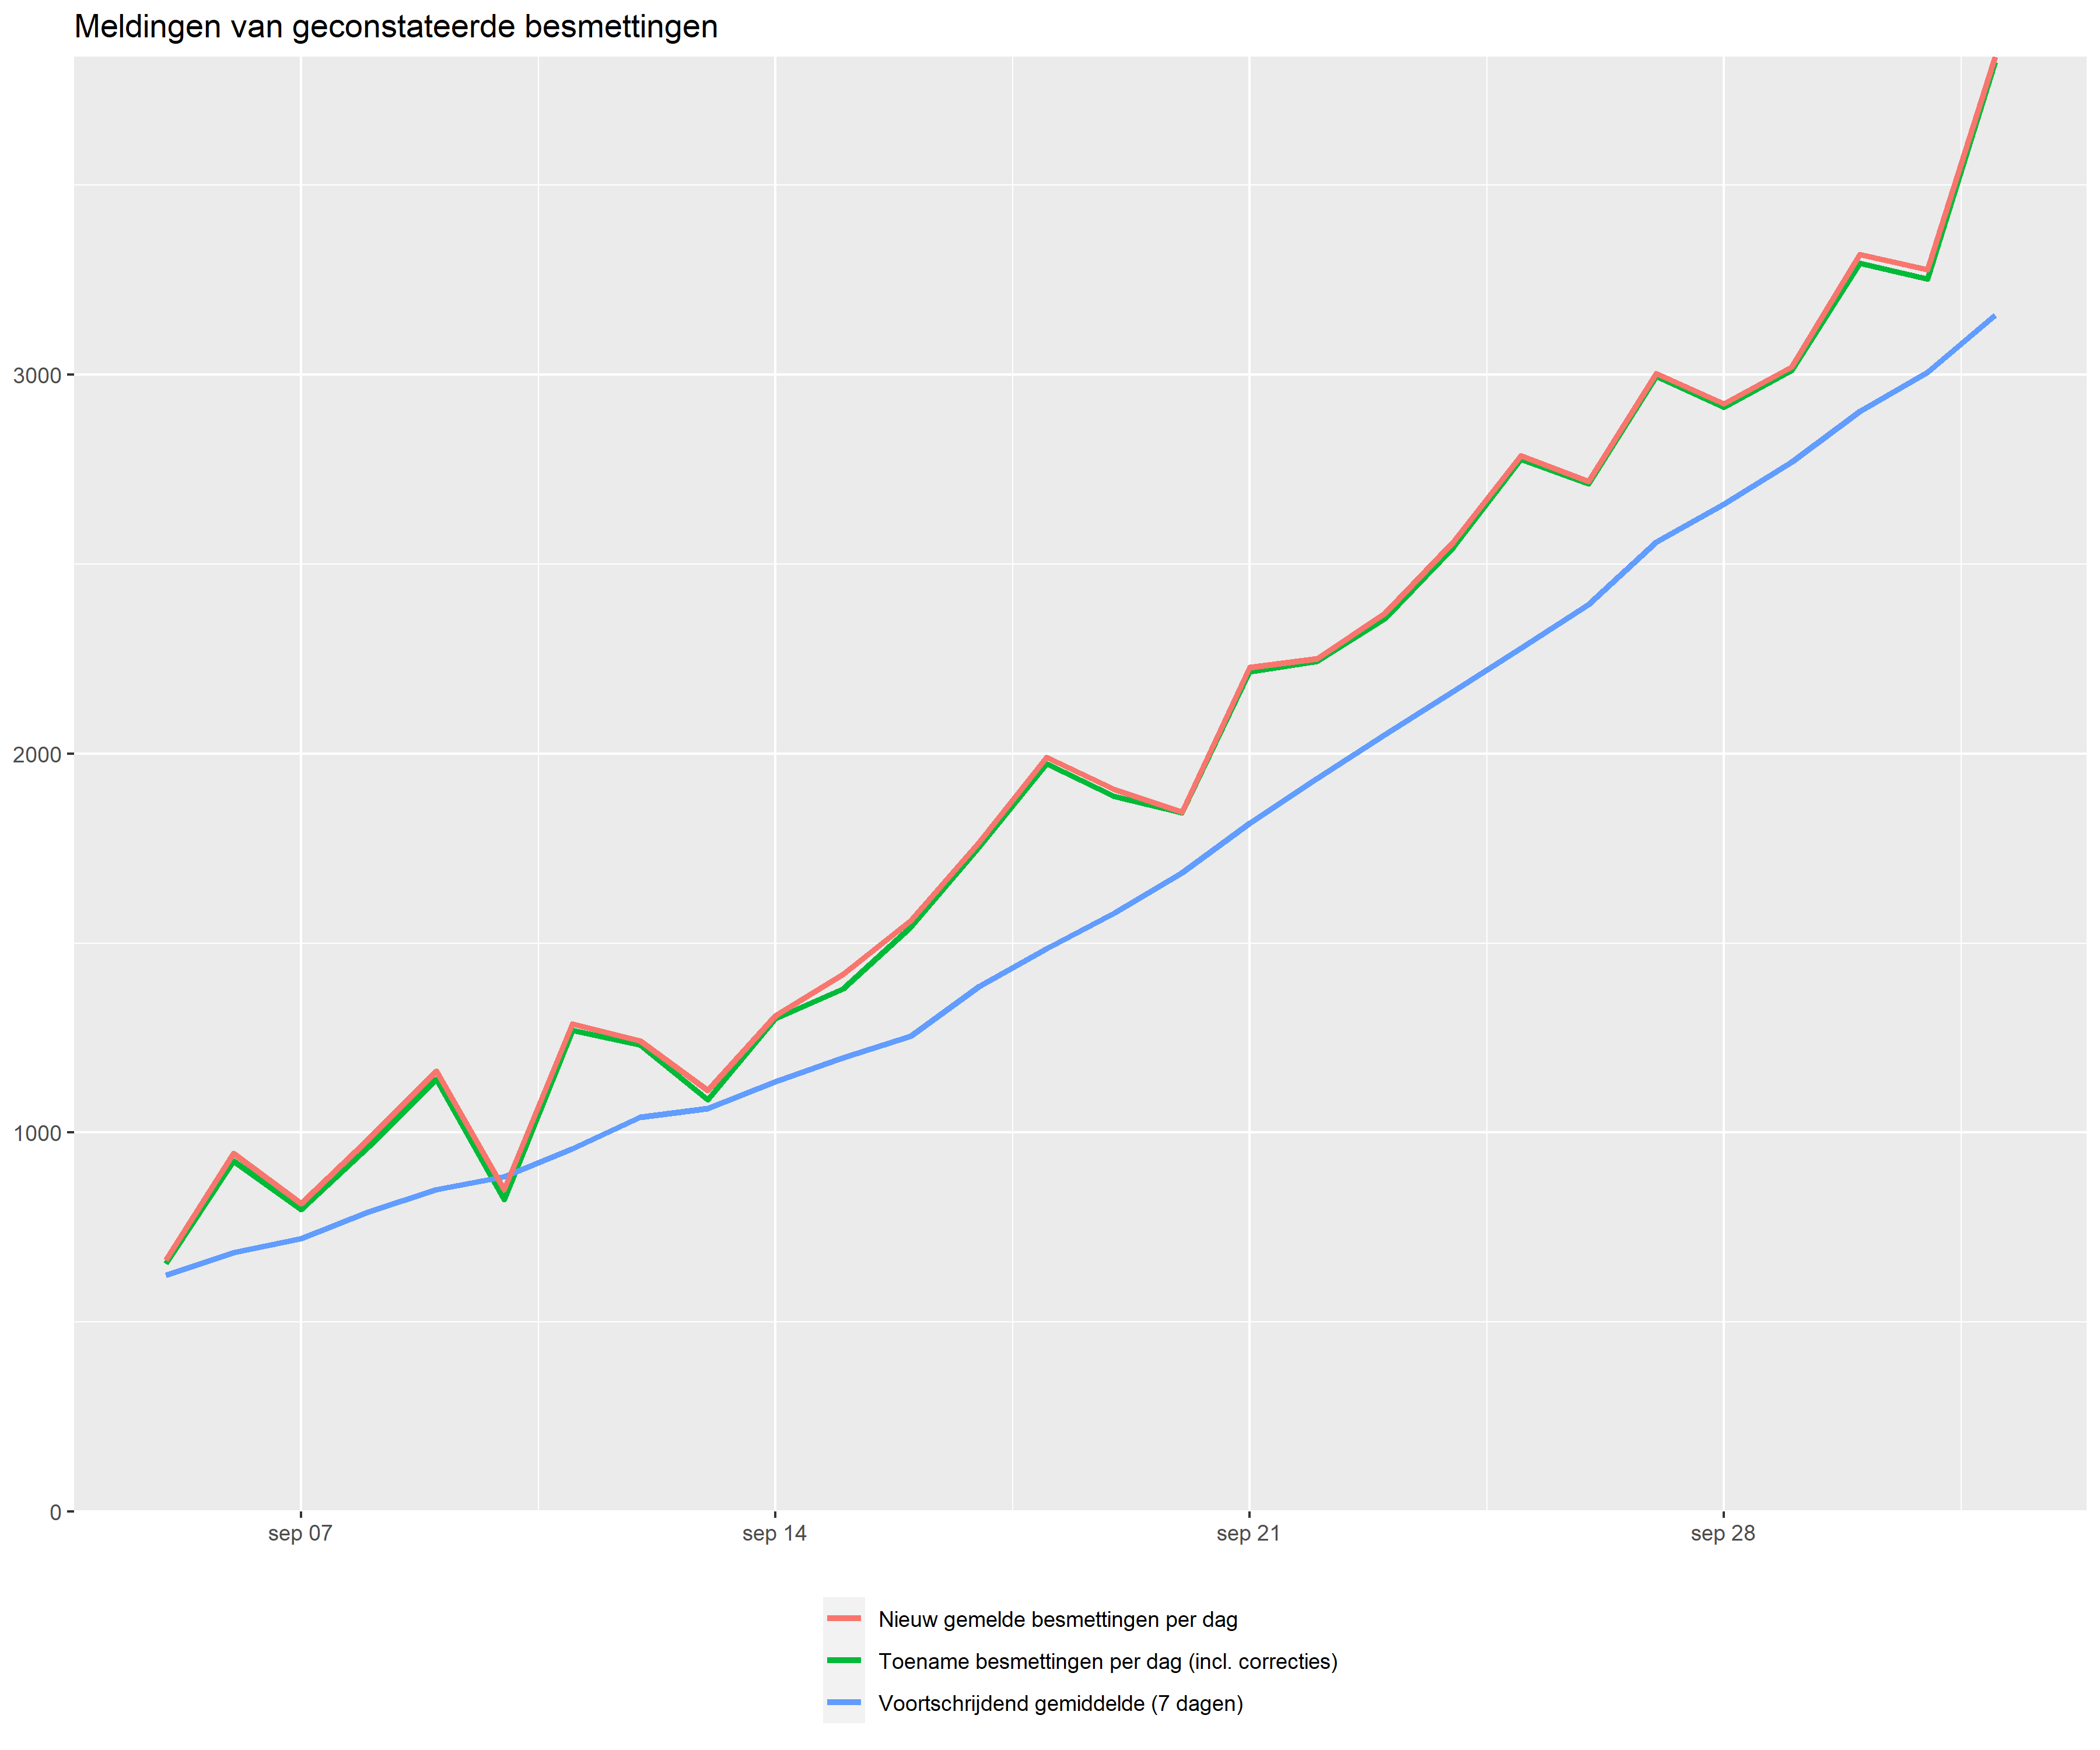 Meldingen van geconstateerde besmettingen
3000
2000
1000
0
sep 07
sep 14
sep 21
sep 28
Nieuw gemelde besmettingen per dag
Toename besmettingen per dag (incl. correcties)
Voortschrijdend gemiddelde (7 dagen)